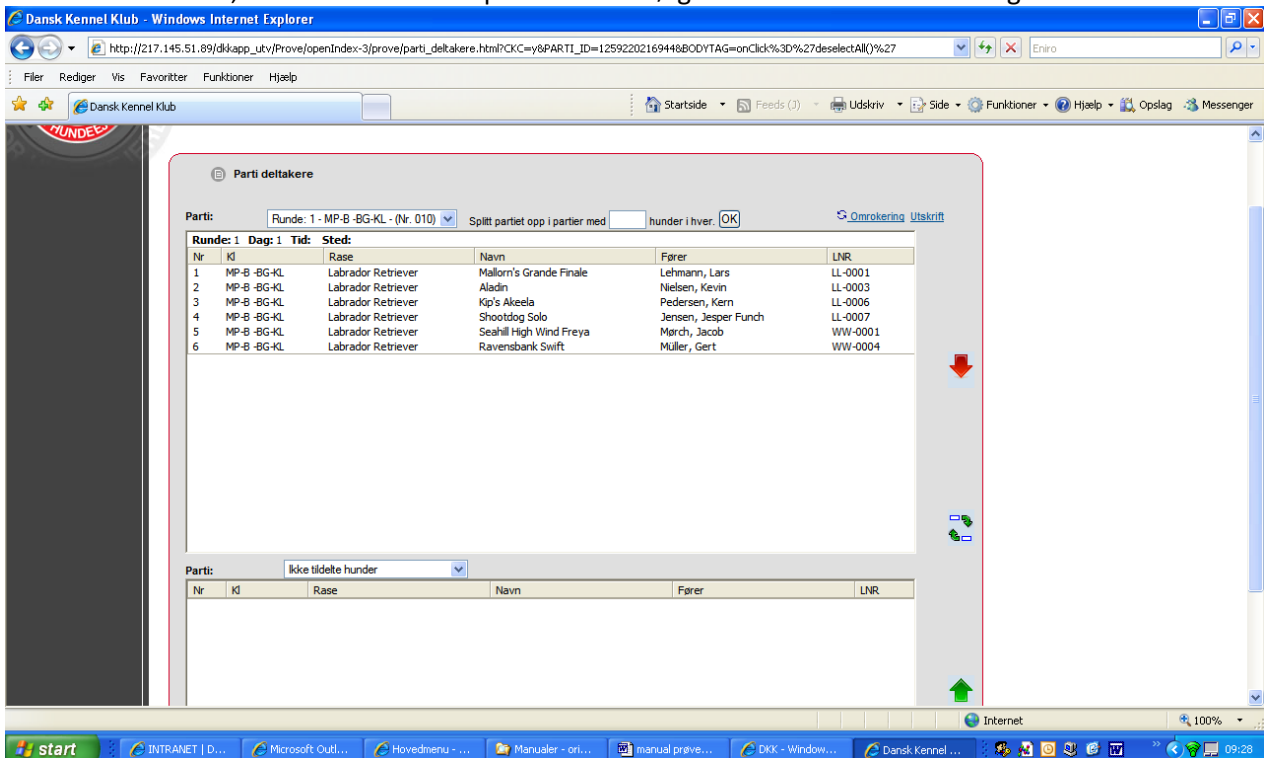 Dansk Kennel Klub - Windows Internet Explorer
http://217.145.51.89/dkkapp_utv/Prove/openIndex-3/prove/parti_deltakere.html?CKC=y&PARTI_ID=1259220216944&BODYTAG=onClick%3D%27deselectAll()%27
Eniro
Filer Rediger Vis Favoritter Funktioner Hjælp
Dansk Kennel Klub
Startside Feeds (J) Udskriv Side Funktioner Hjælp Opslag Messenger
Parti deltakere
Parti: Runde: 1 - MP-B -BG-KL - (Nr. 010) Splitt partiet opp i partier med hunder i hver. OK Omrokering Utskrift
Runde: 1 Dag: 1 Tid: Sted:
Nr Kl Rase Navn Fører LNR
1 MP-B -BG-KL Labrador Retriever Mallorn's Grande Finale Lehmann, Lars LL-0001
2 MP-B -BG-KL Labrador Retriever Aladin Nielsen, Kevin LL-0003
3 MP-B -BG-KL Labrador Retriever Kip's Akeela Pedersen, Kern LL-0006
4 MP-B -BG-KL Labrador Retriever Shootdog Solo Jensen, Jesper Funch LL-0007
5 MP-B -BG-KL Labrador Retriever Seahill High Wind Freya Mørch, Jacob WW-0001
6 MP-B -BG-KL Labrador Retriever Ravensbank Swift Müller, Gert WW-0004
Parti: Ikke tildelte hunder
Nr Kl Rase Navn Fører LNR
Internet 100%
start INTRANET | D... Microsoft Outl... Hovedmenu - ... Manualer - ori... manual prøve... DKK - Window... Dansk Kennel ... 09:28